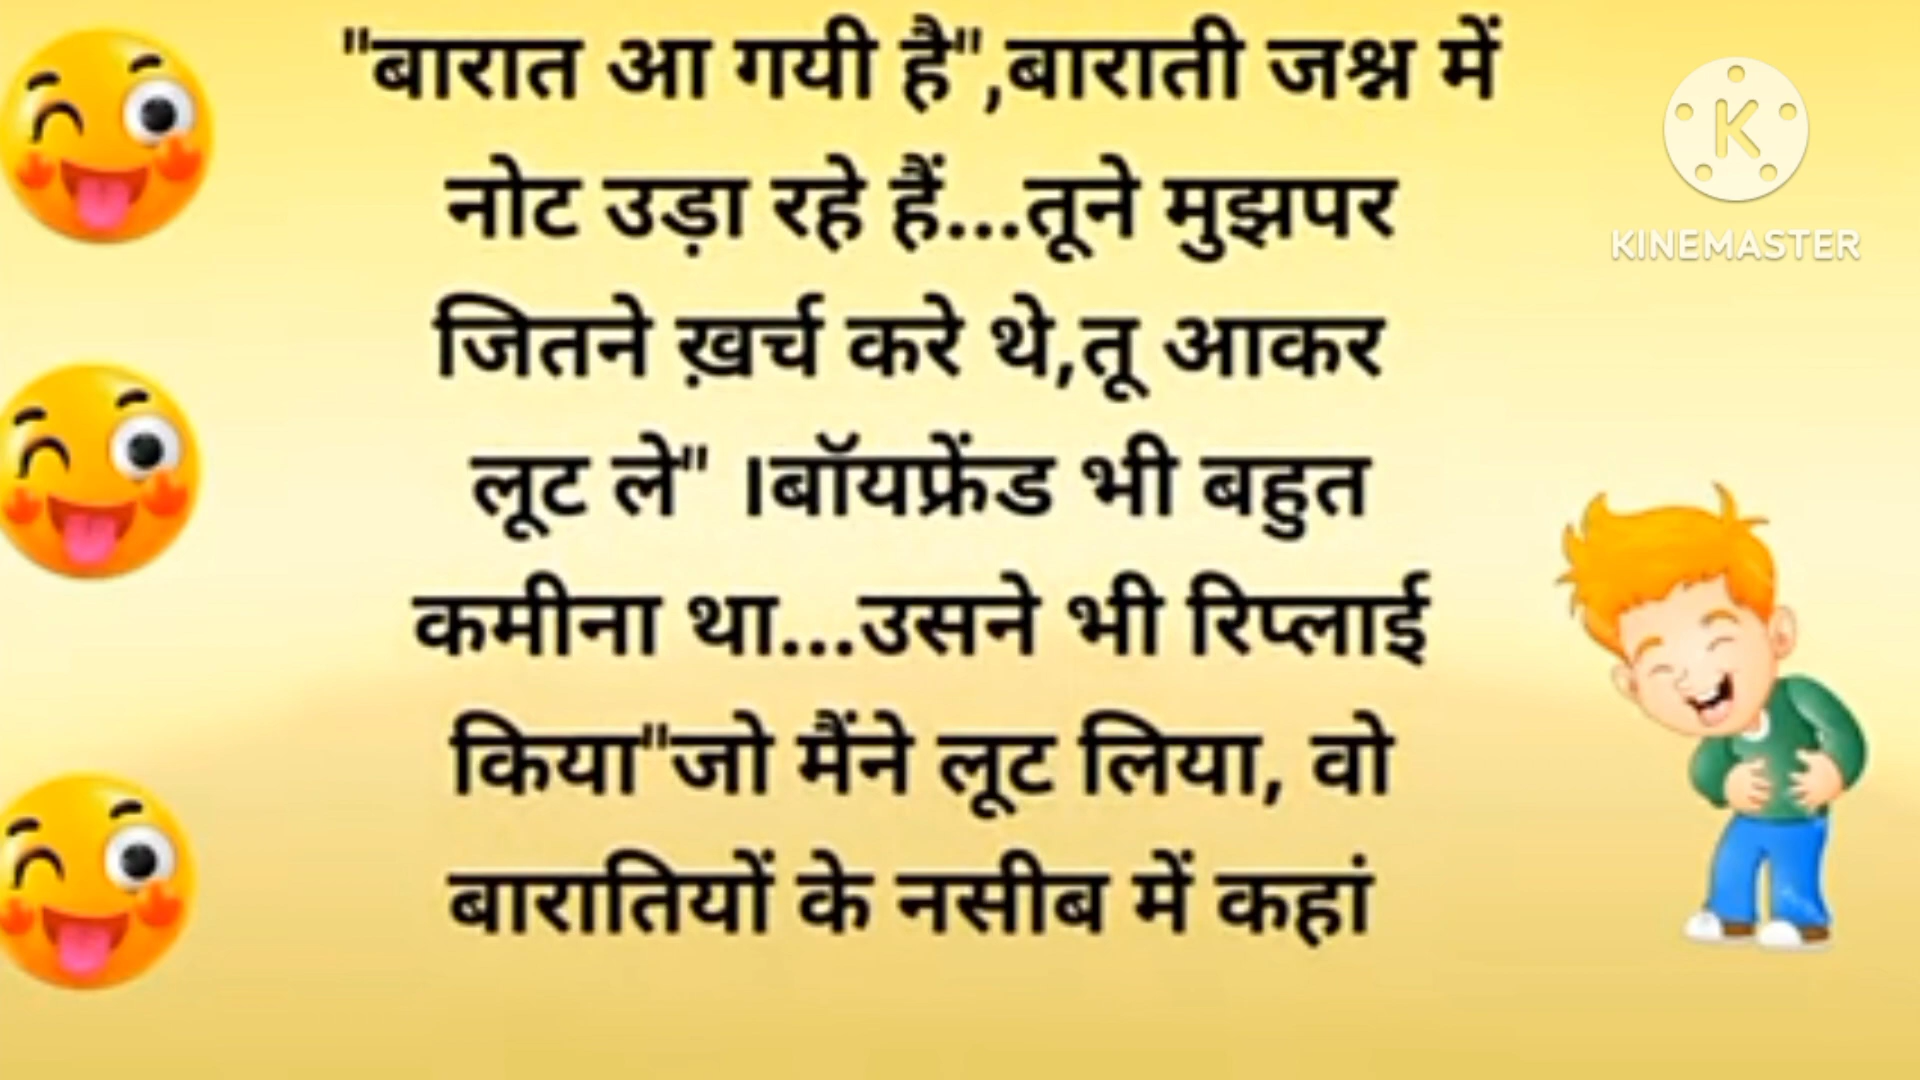 "बारात आ गयी है",बाराती जश्न में
नोट उड़ा रहे हैं...तूने मुझपर
जितने ख़र्च करे थे,तू आकर
लूट ले" ।बॉयफ्रेंड भी बहुत
कमीना था...उसने भी रिप्लाई
किया"जो मैंने लूट लिया, वो
बारातियों के नसीब में कहां
K
KINEMASTER